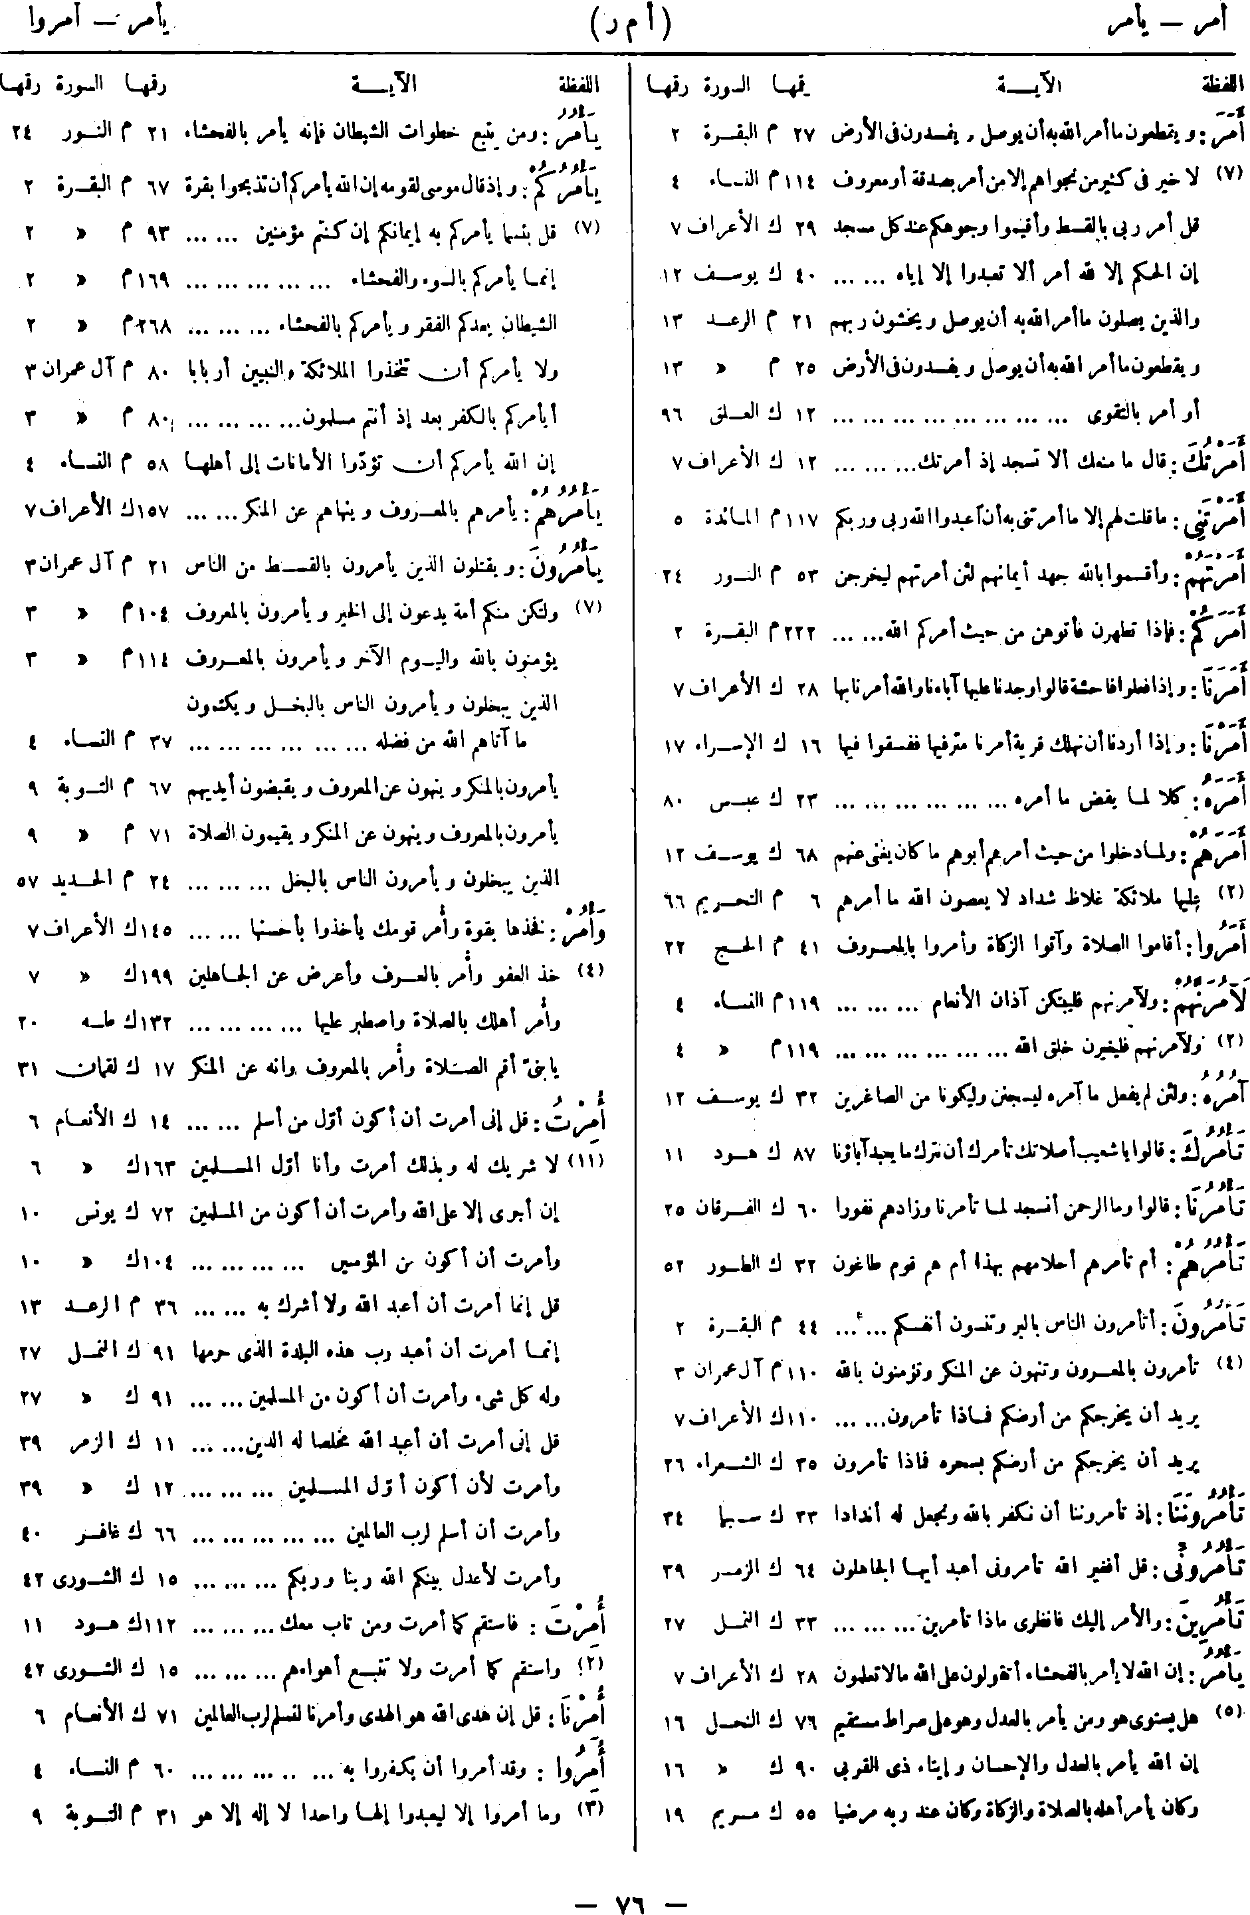 أمر – يأمر (أ م ر) يأمر – آمروا
اللفظة الآيــة رقمها السورة رقمها
أَمَرَ : ويقطعون ما أمر الله به أن يوصل ويفسدون فى الأرض ٢٧ م البقرة ٢
(٧) لا خير فى كثير من نجواهم إلا من أمر بصدقة أو معروف ١١٤ م النساء ٤
قل أمر ربى بالقسط وأقيموا وجوهكم عند كل مسجد ٢٩ ك الأعراف ٧
إن الحكم إلا لله أمر ألا تعبدوا إلا إياه ... ... ٤٠ ك يوسف ١٢
والذين يصلون ما أمر الله به أن يوصل ويخشون ربهم ٢١ م الرعد ١٣
ويقطعون ما أمر الله به أن يوصل ويفسدون فى الأرض ٢٥ م « ١٣
أو أمر بالتقوى ... ... ... ... ... ... ... ... ١٢ ك العلق ٩٦
أَمَرْتُكَ : قال ما منعك ألا تسجد إذ أمرتك... ... ... ١٢ ك الأعراف ٧
أَمَرْتَنِى : ما قلت لهم إلا ما أمرتنى به أن اعبدوا الله ربى وربكم ١١٧ م المائدة ٥
أَمَرْتَهُمْ : وأقسموا بالله جهد أيمانهم لئن أمرتهم ليخرجن ٥٣ م النور ٢٤
أَمَرَكُمْ : فإذا تطهرن فأتوهن من حيث أمركم الله... ... ٢٢٢ م البقرة ٢
أَمَرَنَا : وإذا فعلوا فاحشة قالوا وجدنا عليها آباءنا والله أمرنا بها ٢٨ ك الأعراف ٧
أَمَرْنَا : وإذا أردنا أن نهلك قرية أمرنا مترفيها ففسقوا فيها ١٦ ك الإسراء ١٧
أَمَرَهُ : كلا لما يقض ما أمره ... ... ... ... ... ... ٢٣ ك عبس ٨٠
أَمَرَهُمْ : ولما دخلوا من حيث أمرهم أبوهم ما كان يغنى عنهم ٦٨ ك يوسف ١٢
(٢) عليها ملائكة غلاظ شداد لا يعصون الله ما أمرهم ٦ م التحريم ٦٦
أَمَرُوا : أقاموا الصلاة وآتوا الزكاة وأمروا بالمعروف ٤١ م الحج ٢٢
لَآمُرَنَّهُمْ : ولآمرنهم فليبتكن آذان الأنعام ... ... ... ١١٩ م النساء ٤
(٢) ولآمرنهم فليغيرن خلق الله ... ... ... ... ... ... ١١٩ م « ٤
آمُرُهُ : ولئن لم يفعل ما آمره ليسجنن وليكونا من الصاغرين ٣٢ ك يوسف ١٢
تَأْمُرُكَ : قالوا يا شعيب أصلاتك تأمرك أن نترك ما يعبد آباؤنا ٨٧ ك هود ١١
تَأْمُرُنَا : قالوا وما الرحمن أنسجد لما تأمرنا وزادهم نفورا ٦٠ ك الفرقان ٢٥
تَأْمُرُهُمْ : أم تأمرهم أحلامهم بهذا أم هم قوم طاغون ٣٢ ك الطور ٥٢
تَأْمُرُونَ : أتأمرون الناس بالبر وتنسون أنفسكم... ... ٤٤ م البقرة ٢
(٤) تأمرون بالمعروف وتنهون عن المنكر وتؤمنون بالله ١١٠ م آل عمران ٣
يريد أن يخرجكم من أرضكم فماذا تأمرون... ... ١١٠ ك الأعراف ٧
يريد أن يخرجكم من أرضكم بسحره فماذا تأمرون ٣٥ ك الشعراء ٢٦
تَأْمُرُونَنَا : إذ تأمروننا أن نكفر بالله ونجعل له أندادا ٣٣ ك سبإ ٣٤
تَأْمُرُونِّى : قل أفغير الله تأمرونى أعبد أيها الجاهلون ٦٤ ك الزمر ٣٩
تَأْمُرِينَ : والأمر إليك فانظرى ماذا تأمرين... ... ... ... ٣٣ ك النمل ٢٧
يَأْمُرُ : إن الله لا يأمر بالفحشاء أتقولون على الله ما لا تعلمون ٢٨ ك الأعراف ٧
(٥) هل يستوى هو ومن يأمر بالعدل وهو على صراط مستقيم ٧٦ ك النحل ١٦
إن الله يأمر بالعدل والإحسان وإيتاء ذى القربى ٩٠ ك « ١٦
وكان يأمر أهله بالصلاة والزكاة وكان عند ربه مرضيا ٥٥ ك مريم ١٩
اللفظة الآيــة رقمها السورة رقمها
يَأْمُرُ : ومن يتبع خطوات الشيطان فإنه يأمر بالفحشاء ٢١ م النور ٢٤
يَأْمُرُكُمْ : وإذ قال موسى لقومه إن الله يأمركم أن تذبحوا بقرة ٦٧ م البقرة ٢
(٧) قل بئسما يأمركم به إيمانكم إن كنتم مؤمنين ... ... ٩٣ م « ٢
إنما يأمركم بالسوء والفحشاء ... ... ... ... ... ١٦٩ م « ٢
الشيطان يعدكم الفقر ويأمركم بالفحشاء ... ... ... ٢٦٨ م « ٢
ولا يأمركم أن تتخذوا الملائكة والنبيين أربابا ٨٠ م آل عمران ٣
أيأمركم بالكفر بعد إذ أنتم مسلمون... ... ... ... ٨٠ م « ٣
إن الله يأمركم أن تؤدّوا الأمانات إلى أهلها ٥٨ م النساء ٤
يَأْمُرُهُمْ : يأمرهم بالمعروف وينهاهم عن المنكر... ... ١٥٧ ك الأعراف ٧
يَأْمُرُونَ : ويقتلون الذين يأمرون بالقسط من الناس ٢١ م آل عمران ٣
(٧) ولتكن منكم أمة يدعون إلى الخير ويأمرون بالمعروف ١٠٤ م « ٣
يؤمنون بالله واليوم الآخر ويأمرون بالمعروف ١١٤ م « ٣
الذين يبخلون ويأمرون الناس بالبخل ويكتمون
ما آتاهم الله من فضله ... ... ... ... ... ... ٣٧ م النساء ٤
يأمرون بالمنكر وينهون عن المعروف ويقبضون أيديهم ٦٧ م التوبة ٩
يأمرون بالمعروف وينهون عن المنكر ويقيمون الصلاة ٧١ م « ٩
الذين يبخلون ويأمرون الناس بالبخل ... ... ... ٢٤ م الحديد ٥٧
وَأْمُرْ : فخذها بقوة وأْمر قومك يأخذوا بأحسنها ... ... ١٤٥ ك الأعراف ٧
(٤) خذ العفو وأْمر بالعرف وأعرض عن الجاهلين ١٩٩ ك « ٧
وأْمر أهلك بالصلاة واصطبر عليها ... ... ... ... ١٣٢ ك طه ٢٠
يا بنىّ أقم الصلاة وأْمر بالمعروف وانه عن المنكر ١٧ ك لقمان ٣١
أُمِرْتُ : قل إنى أمرت أن أكون أوّل من أسلم ... ... ١٤ ك الأنعام ٦
(١١) لا شريك له وبذلك أمرت وأنا أوّل المسلمين ١٦٣ ك « ٦
إن أجرى إلا على الله وأمرت أن أكون من المسلمين ٧٢ ك يونس ١٠
وأمرت أن أكون من المؤمنين ... ... ... ... ١٠٤ ك « ١٠
قل إنما أمرت أن أعبد الله ولا أشرك به ... ... ٣٦ م الرعد ١٣
إنما أمرت أن أعبد رب هذه البلدة الذى حرمها ٩١ ك النمل ٢٧
وله كل شىء وأمرت أن أكون من المسلمين... ... ٩١ ك « ٢٧
قل إنى أمرت أن أعبد الله مخلصا له الدين... ... ١١ ك الزمر ٣٩
وأمرت لأن أكون أوّل المسلمين ... ... ... ... ١٢ ك « ٣٩
وأمرت أن أسلم لرب العالمين ... ... ... ... ... ... ٦٦ ك غافر ٤٠
وأمرت لأعدل بينكم الله ربنا وربكم ... ... ... ١٥ ك الشورى ٤٢
أُمِرْتَ : فاستقم كما أمرت ومن تاب معك... ... ... ... ١١٢ ك هود ١١
(٢) واستقم كما أمرت ولا تتبع أهواءهم ... ... ... ١٥ ك الشورى ٤٢
أُمِرْنَا : قل إن هدى الله هو الهدى وأمرنا لنسلم لرب العالمين ٧١ ك الأنعام ٦
أُمِرُوا : وقد أمروا أن يكفروا به ... ... ... ... ... ٦٠ م النساء ٤
(٣) وما أمروا إلا ليعبدوا إلها واحدا لا إله إلا هو ٣١ م التوبة ٩
— ٧٦ —